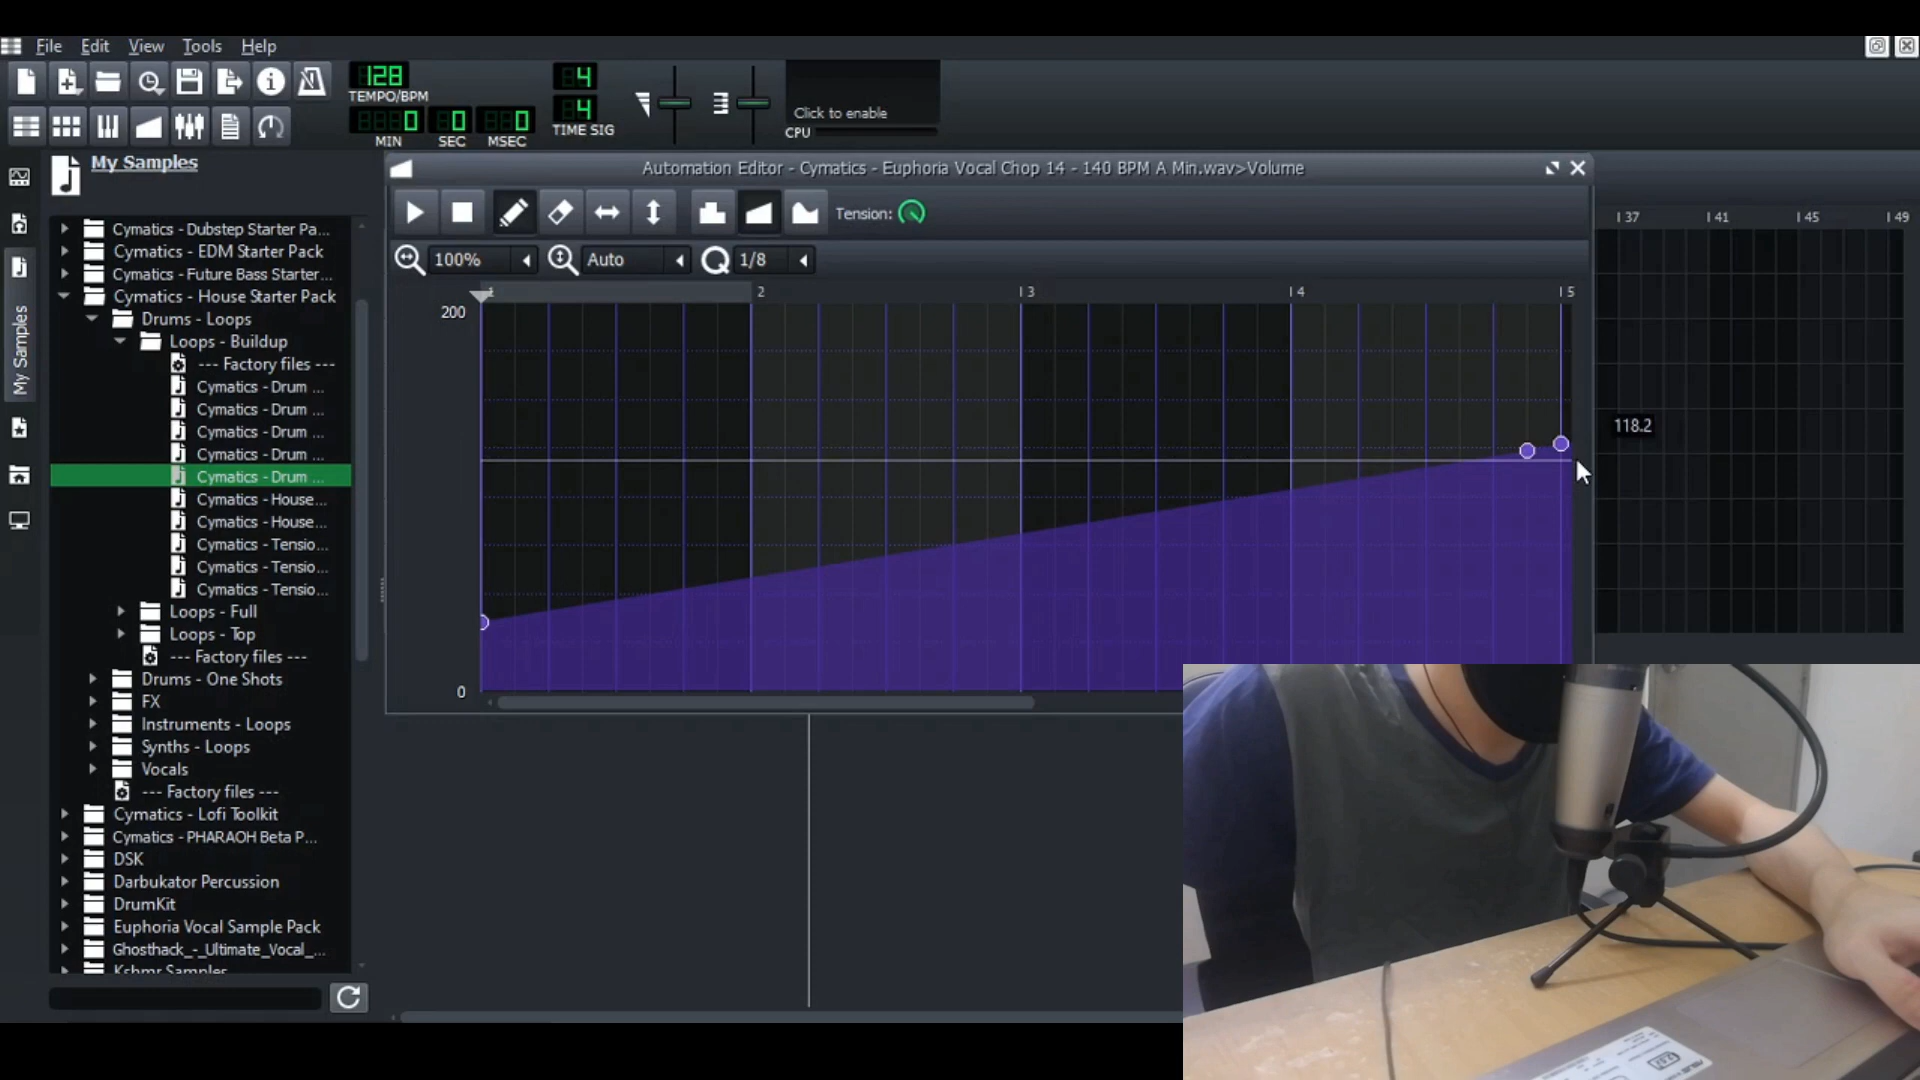 File Edit View Tools Help
128
TEMPO/BPM
0 0 0
MIN SEC MSEC
4
4
TIME SIG
Click to enable
CPU
My Samples
My Samples
Cymatics - Dubstep Starter Pa...
Cymatics - EDM Starter Pack
Cymatics - Future Bass Starter...
Cymatics - House Starter Pack
Drums - Loops
Loops - Buildup
--- Factory files ---
Cymatics - Drum ...
Cymatics - Drum ...
Cymatics - Drum ...
Cymatics - Drum ...
Cymatics - Drum ...
Cymatics - House...
Cymatics - House...
Cymatics - Tensio...
Cymatics - Tensio...
Cymatics - Tensio...
Loops - Full
Loops - Top
--- Factory files ---
Drums - One Shots
FX
Instruments - Loops
Synths - Loops
Vocals
--- Factory files ---
Cymatics - Lofi Toolkit
Cymatics - PHARAOH Beta P...
DSK
Darbukator Percussion
DrumKit
Euphoria Vocal Sample Pack
Ghosthack_-_Ultimate_Vocal_...
Kshmr Samples
Automation Editor - Cymatics - Euphoria Vocal Chop 14 - 140 BPM A Min.wav>Volume
Tension:
100% Auto Q 1/8
1 2 3 4 5
200
0
37 41 45 49
118.2